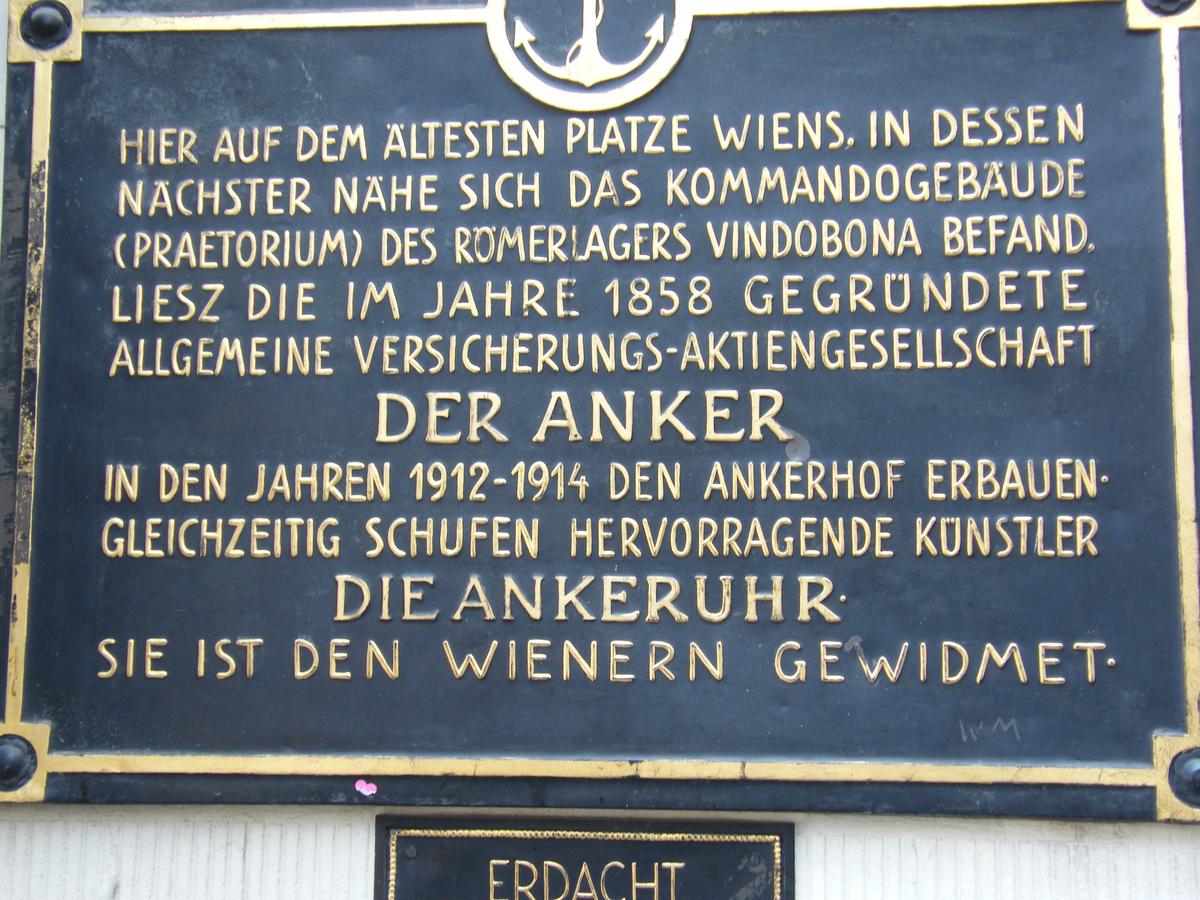 HIER AUF DEM ÄLTESTEN PLATZE WIENS, IN DESSEN
NÄCHSTER NÄHE SICH DAS KOMMANDOGEBÄUDE
(PRAETORIUM) DES RÖMERLAGERS VINDOBONA BEFAND,
LIESZ DIE IM JAHRE 1858 GEGRÜNDETE
ALLGEMEINE VERSICHERUNGS-AKTIENGESELLSCHAFT
DER ANKER
IN DEN JAHREN 1912-1914 DEN ANKERHOF ERBAUEN·
GLEICHZEITIG SCHUFEN HERVORRAGENDE KÜNSTLER
DIE ANKERUHR·
SIE IST DEN WIENERN GEWIDMET·
ERDACHT